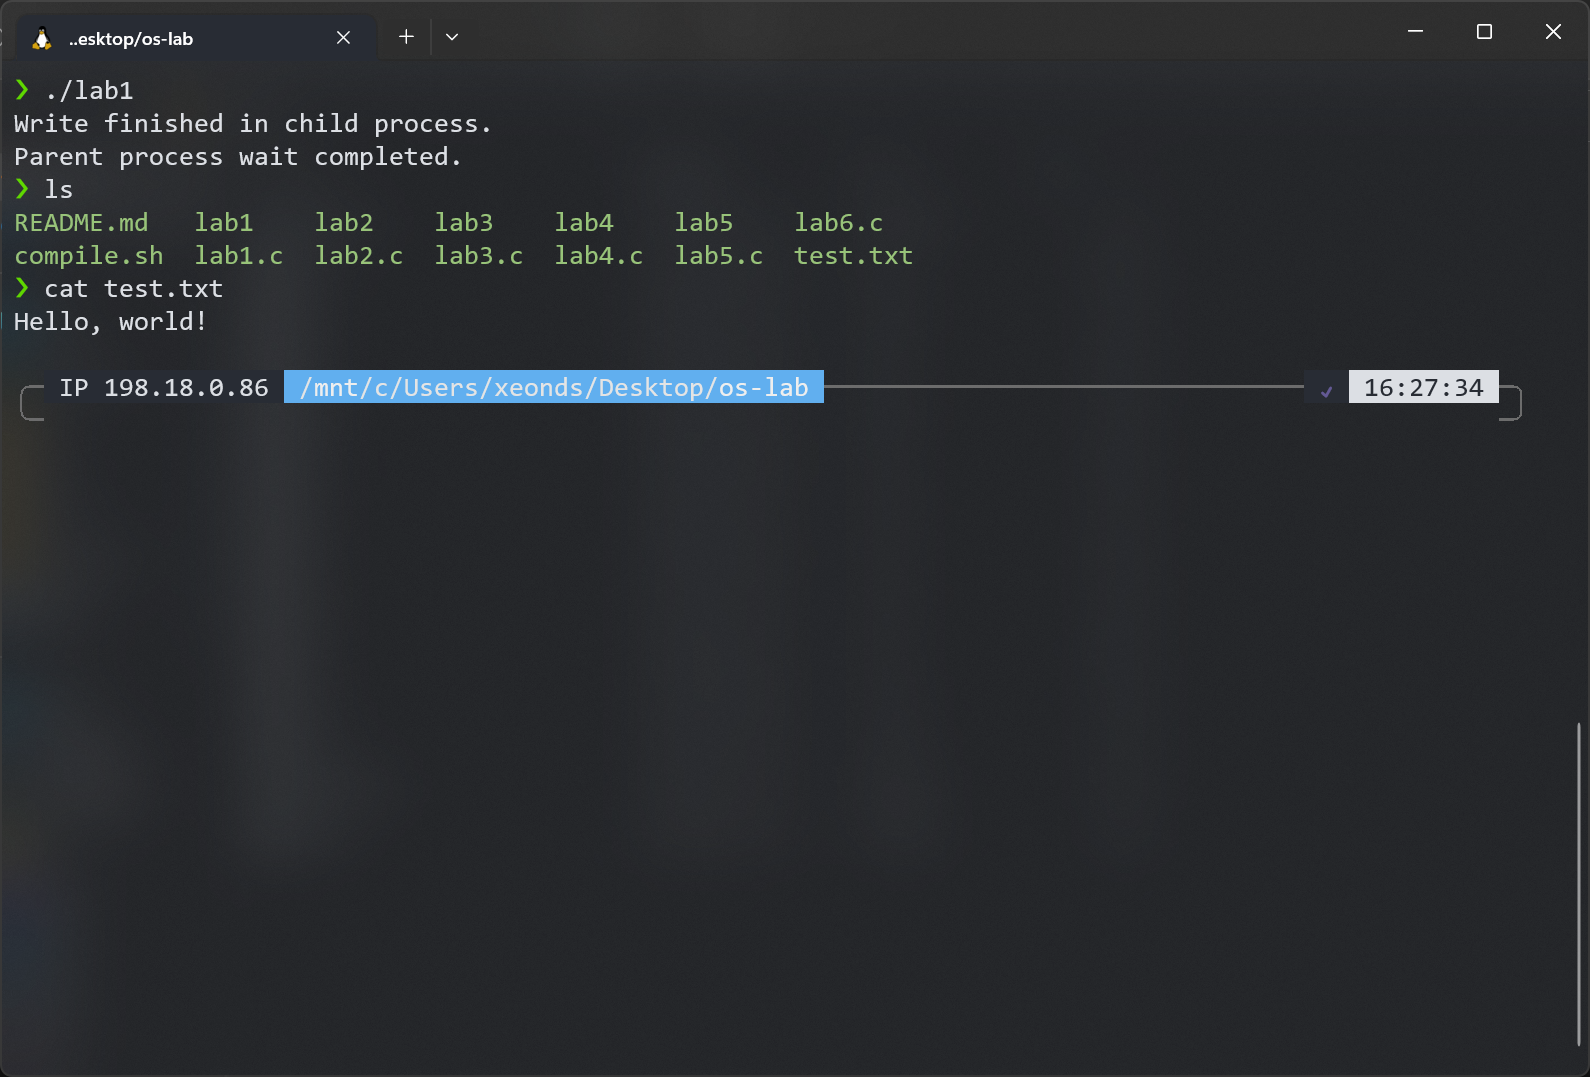 ..esktop/os-lab
❯ ./lab1
Write finished in child process.
Parent process wait completed.
❯ ls
README.md   lab1    lab2    lab3    lab4    lab5    lab6.c
compile.sh  lab1.c  lab2.c  lab3.c  lab4.c  lab5.c  test.txt
❯ cat test.txt
Hello, world!
IP 198.18.0.86  /mnt/c/Users/xeonds/Desktop/os-lab ✓ 16:27:34